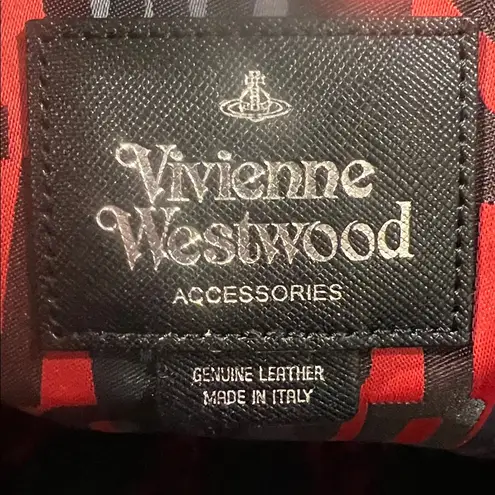 Vivienne
Westwood
ACCESSORIES
GENUINE LEATHER
MADE IN ITALY